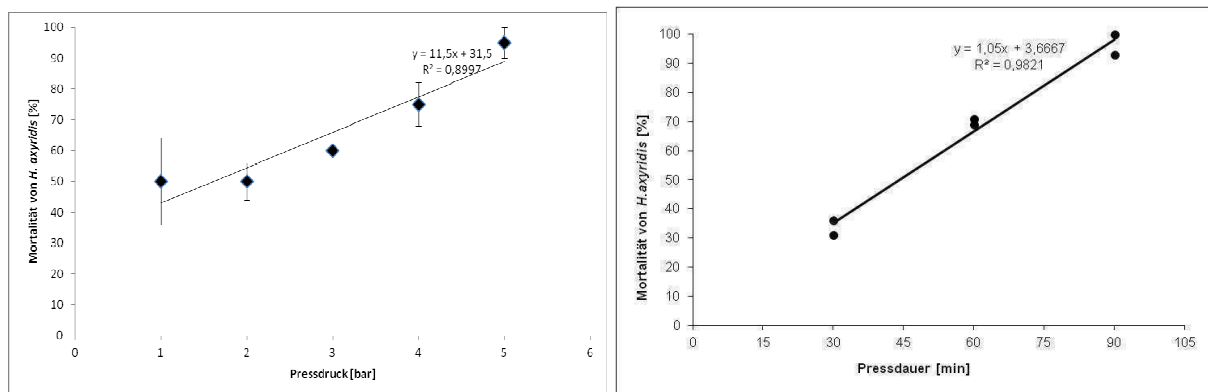 100
90
80
70
60
50
40
30
20
10
0
Mortalität von H. axyridis [%]
y = 11,5x + 31,5
R² = 0,8997
0 1 2 3 4 5 6
Pressdruck [bar]
100
90
80
70
60
50
40
30
20
10
0
Mortalität von H.axyridis [%]
y = 1,05x + 3,6667
R² = 0,9821
0 15 30 45 60 75 90 105
Pressdauer [min]